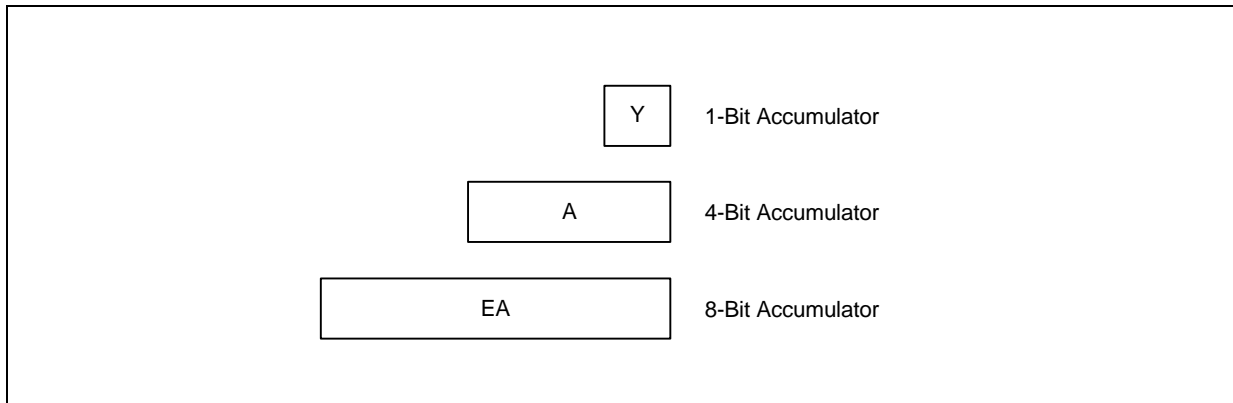 Y 1-Bit Accumulator
A 4-Bit Accumulator
EA 8-Bit Accumulator